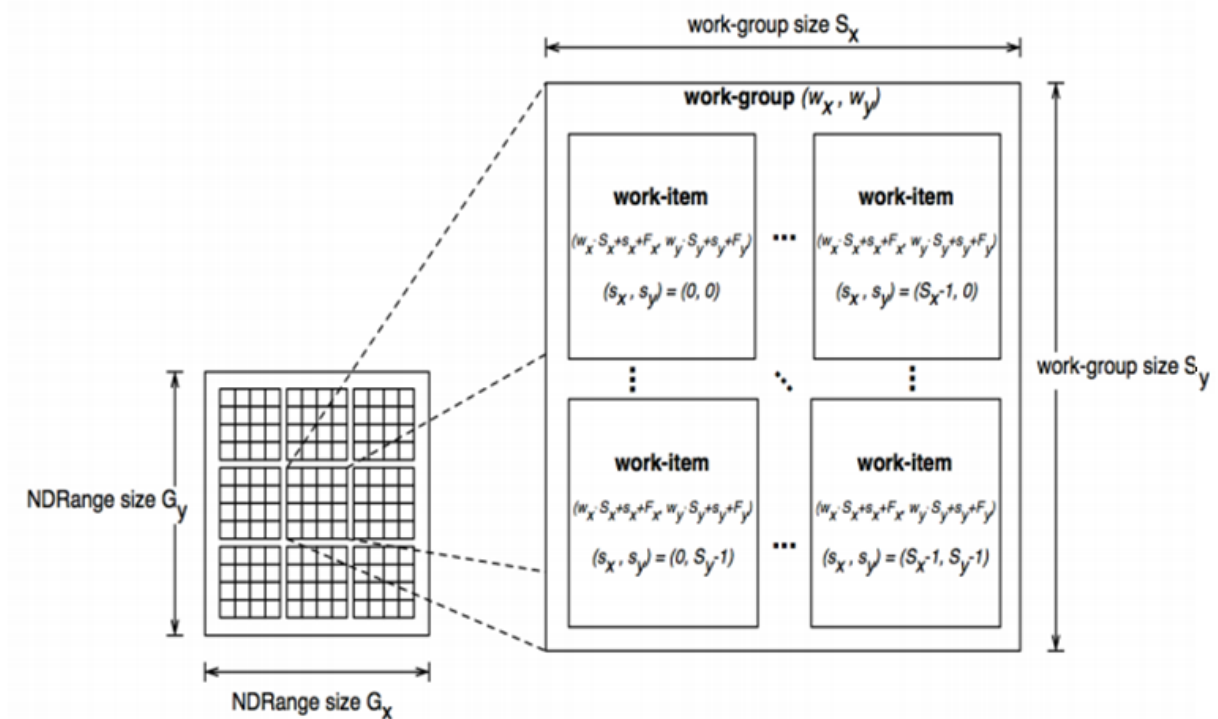 work-group size Sx
work-group (wx , wy)
work-item
work-item
(wx· Sx+sx+Fx, wy· Sy+sy+Fy)
...
(wx· Sx+sx+Fx, wy· Sy+sy+Fy)
(sx , sy) = (0, 0)
(sx , sy) = (Sx-1, 0)
work-group size Sy
work-item
work-item
NDRange size Gy
(wx· Sx+sx+Fx, wy· Sy+sy+Fy)
...
(wx· Sx+sx+Fx, wy· Sy+sy+Fy)
(sx , sy) = (0, Sy-1)
(sx , sy) = (Sx-1, Sy-1)
NDRange size Gx